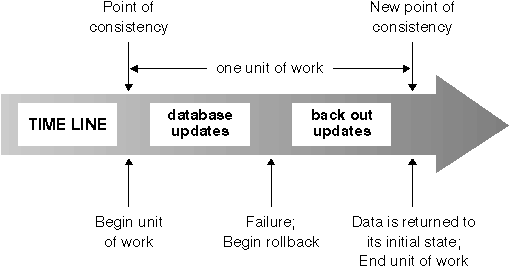 Point of
consistency
New point of
consistency
one unit of work
TIME LINE
database
updates
back out
updates
Begin unit
of work
Failure;
Begin rollback
Data is returned to
its initial state;
End unit of work